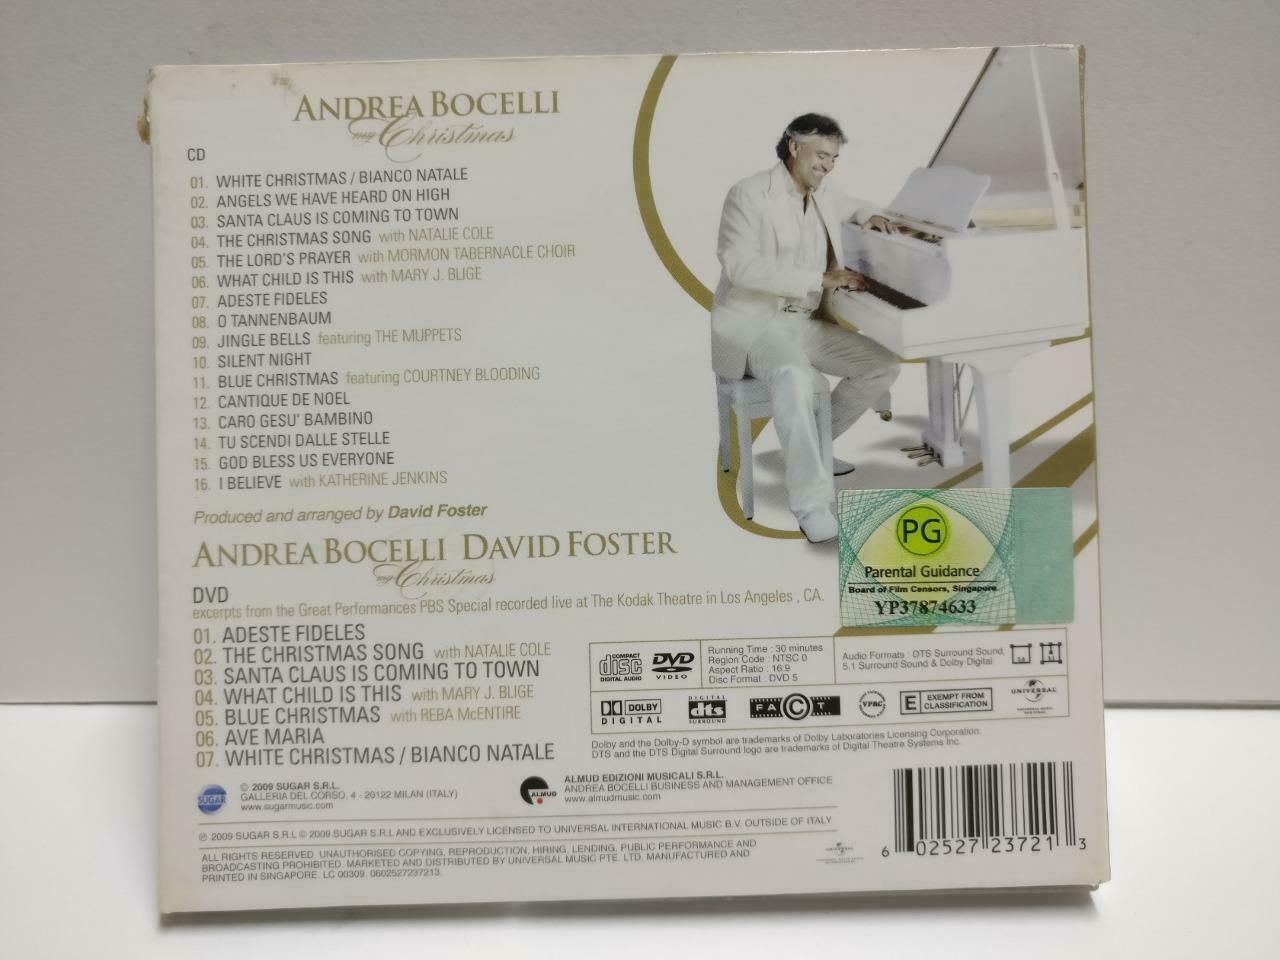 ANDREA BOCELLI
my Christmas
CD
01. WHITE CHRISTMAS / BIANCO NATALE
02. ANGELS WE HAVE HEARD ON HIGH
03. SANTA CLAUS IS COMING TO TOWN
04. THE CHRISTMAS SONG with NATALIE COLE
05. THE LORD'S PRAYER with MORMON TABERNACLE CHOIR
06. WHAT CHILD IS THIS with MARY J. BLIGE
07. ADESTE FIDELES
08. O TANNENBAUM
09. JINGLE BELLS featuring THE MUPPETS
10. SILENT NIGHT
11. BLUE CHRISTMAS featuring COURTNEY BLOODING
12. CANTIQUE DE NOEL
13. CARO GESU' BAMBINO
14. TU SCENDI DALLE STELLE
15. GOD BLESS US EVERYONE
16. I BELIEVE with KATHERINE JENKINS
Produced and arranged by David Foster
ANDREA BOCELLI DAVID FOSTER
my Christmas
DVD
excerpts from the Great Performances PBS Special recorded live at The Kodak Theatre in Los Angeles , CA.
01. ADESTE FIDELES
02. THE CHRISTMAS SONG with NATALIE COLE
03. SANTA CLAUS IS COMING TO TOWN
04. WHAT CHILD IS THIS with MARY J. BLIGE
05. BLUE CHRISTMAS with REBA McENTIRE
06. AVE MARIA
07. WHITE CHRISTMAS / BIANCO NATALE
PG
Parental Guidance
Board of Film Censors, Singapore
YP37874633
COMPACT
disc
DIGITAL AUDIO
DVD
VIDEO
Running Time : 30 minutes
Region Code : NTSC 0
Aspect Ratio : 16:9
Disc Format : DVD 5
Audio Formats : DTS Surround Sound,
5.1 Surround Sound & Dolby Digital
DOLBY
DIGITAL
DIGITAL
dts
SURROUND
FACT
VPRC
E EXEMPT FROM
CLASSIFICATION
UNIVERSAL
Dolby and the Dolby-D symbol are trademarks of Dolby Laboratories Licensing Corporation.
DTS and the DTS Digital Surround logo are trademarks of Digital Theatre Systems Inc.
SUGAR
© 2009 SUGAR S.R.L.
GALLERIA DEL CORSO, 4 - 20122 MILAN (ITALY)
www.sugarmusic.com
ALMUD
ALMUD EDIZIONI MUSICALI S.R.L.
ANDREA BOCELLI BUSINESS AND MANAGEMENT OFFICE
www.almudmusic.com
℗ 2009 SUGAR S.R.L © 2009 SUGAR S.R.L AND EXCLUSIVELY LICENSED TO UNIVERSAL INTERNATIONAL MUSIC B.V. OUTSIDE OF ITALY
ALL RIGHTS RESERVED. UNAUTHORISED COPYING, REPRODUCTION, HIRING, LENDING, PUBLIC PERFORMANCE AND
BROADCASTING PROHIBITED. MARKETED AND DISTRIBUTED BY UNIVERSAL MUSIC PTE. LTD. MANUFACTURED AND
PRINTED IN SINGAPORE. LC 00309. 0602527237213.
6 02527 23721 3